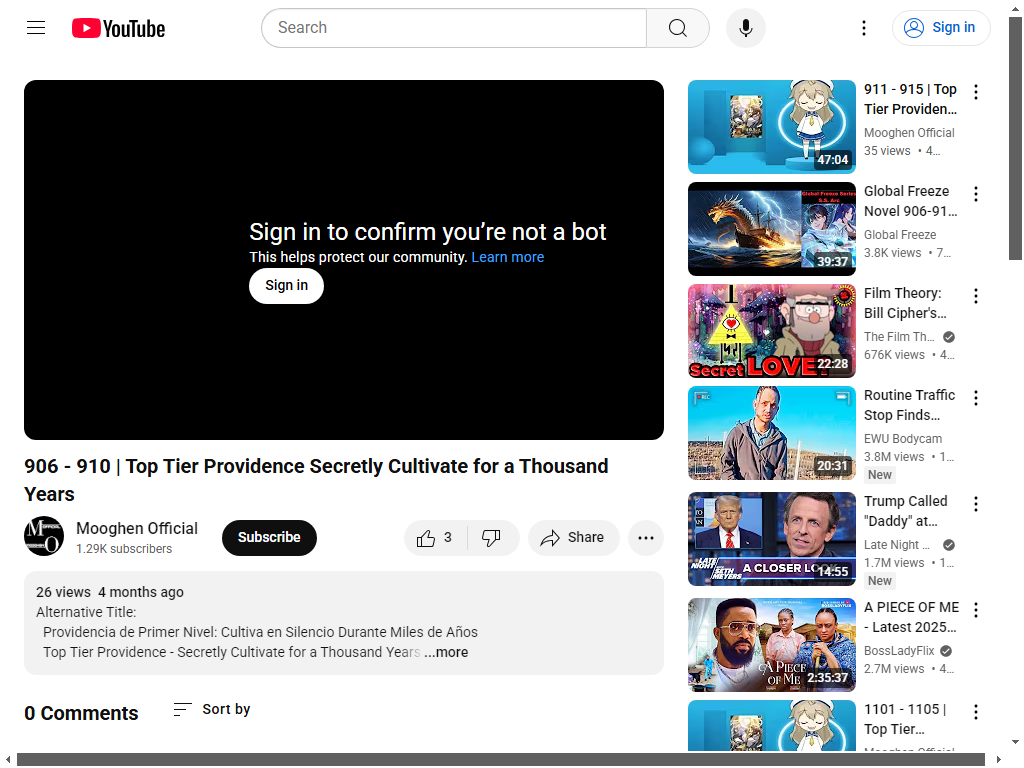 YouTube
Search
Sign in
Sign in to confirm you’re not a bot
This helps protect our community. Learn more
Sign in
906 - 910 | Top Tier Providence Secretly Cultivate for a Thousand
Years
Mooghen Official
1.29K subscribers
Subscribe
3
Share
26 views 4 months ago
Alternative Title:
Providencia de Primer Nivel: Cultiva en Silencio Durante Miles de Años
Top Tier Providence - Secretly Cultivate for a Thousand Years ...more
0 Comments
Sort by
47:04
911 - 915 | Top
Tier Providen...
Mooghen Official
35 views • 4...
Global Freeze Series
39:37
Global Freeze
Novel 906-91...
Global Freeze
3.8K views • 7...
Secret LOVE
22:28
Film Theory:
Bill Cipher's...
The Film Th...
676K views • 4...
REC
20:31
Routine Traffic
Stop Finds...
EWU Bodycam
3.8M views • 1...
New
LATE NIGHT
SETH MEYERS
A CLOSER LOOK
14:55
Trump Called
"Daddy" at...
Late Night ...
1.7M views • 1...
New
A PIECE
OF ME
2:35:37
A PIECE OF ME
- Latest 2025...
BossLadyFlix
2.7M views • 4...
1101 - 1105 |
Top Tier...
Mooghen Official